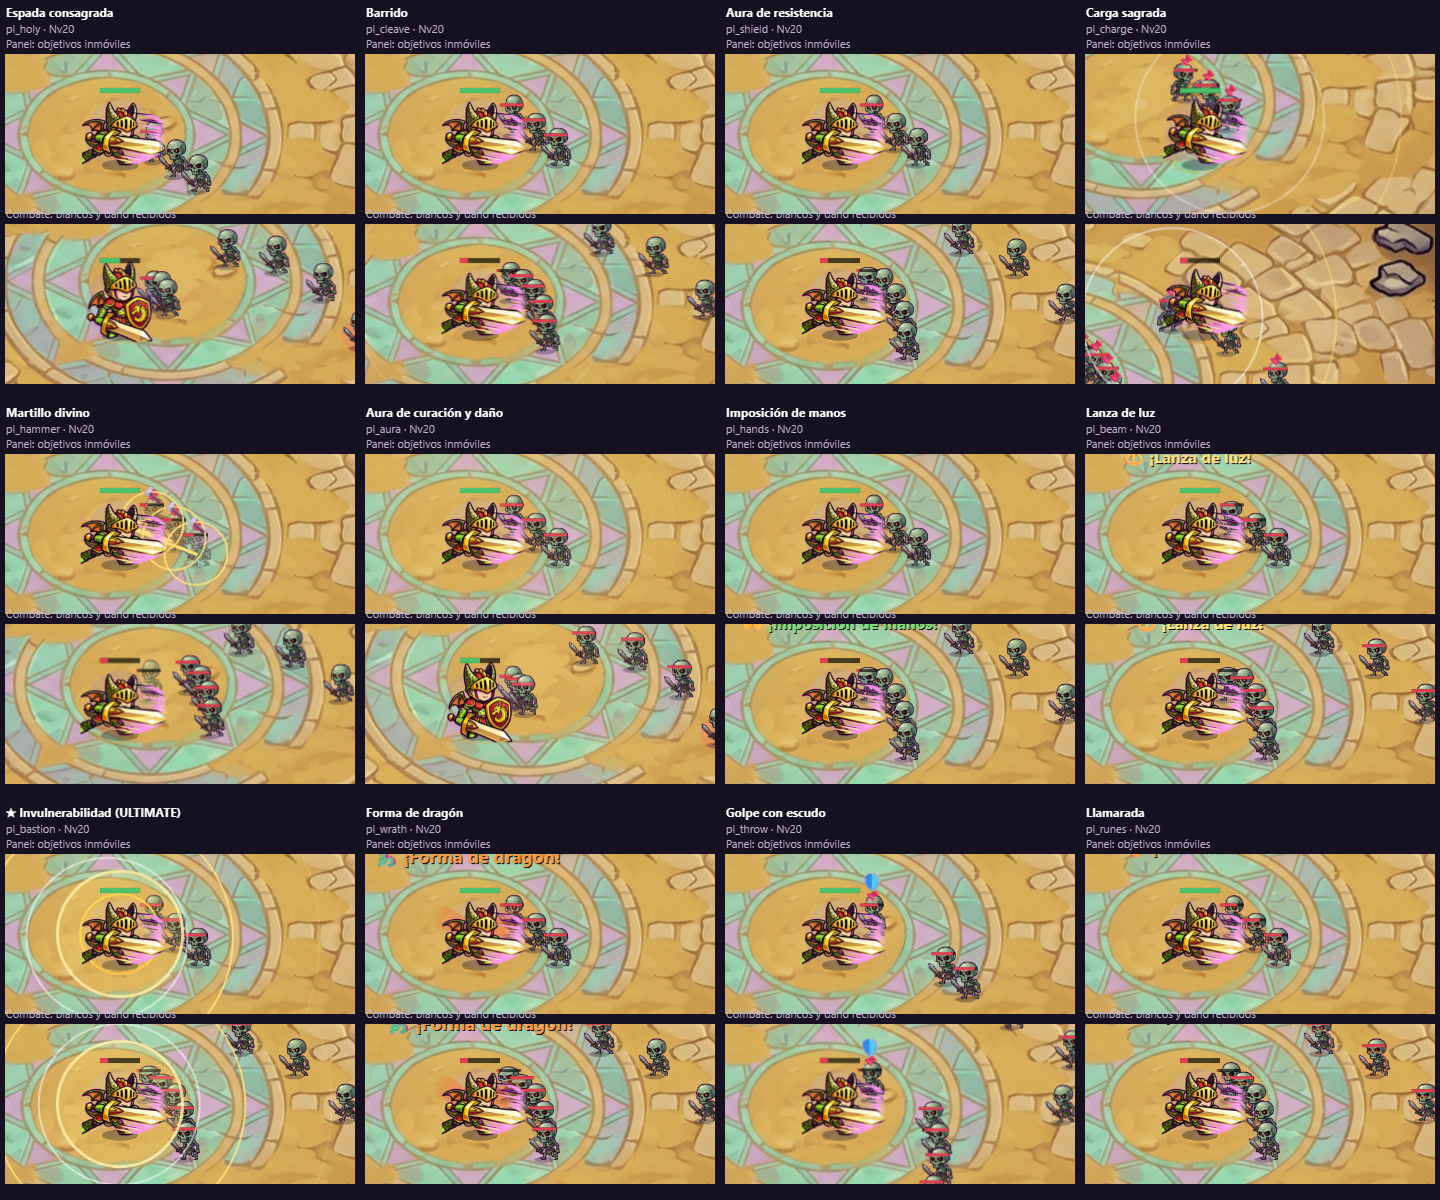 Espada consagrada
pl_holy · Nv20
Panel: objetivos inmóviles
Combate: blancos y daño recibidos
Barrido
pl_cleave · Nv20
Panel: objetivos inmóviles
Combate: blancos y daño recibidos
Aura de resistencia
pl_shield · Nv20
Panel: objetivos inmóviles
Combate: blancos y daño recibidos
Carga sagrada
pl_charge · Nv20
Panel: objetivos inmóviles
Combate: blancos y daño recibidos
Martillo divino
pl_hammer · Nv20
Panel: objetivos inmóviles
Combate: blancos y daño recibidos
Aura de curación y daño
pl_aura · Nv20
Panel: objetivos inmóviles
Combate: blancos y daño recibidos
Imposición de manos
pl_hands · Nv20
Panel: objetivos inmóviles
Combate: blancos y daño recibidos
¡Imposición de manos!
Lanza de luz
pl_beam · Nv20
Panel: objetivos inmóviles
¡Lanza de luz!
Combate: blancos y daño recibidos
¡Lanza de luz!
★ Invulnerabilidad (ULTIMATE)
pl_bastion · Nv20
Panel: objetivos inmóviles
Combate: blancos y daño recibidos
Forma de dragón
pl_wrath · Nv20
Panel: objetivos inmóviles
¡Forma de dragón!
Combate: blancos y daño recibidos
¡Forma de dragón!
Golpe con escudo
pl_throw · Nv20
Panel: objetivos inmóviles
Combate: blancos y daño recibidos
Llamarada
pl_runes · Nv20
Panel: objetivos inmóviles
Combate: blancos y daño recibidos